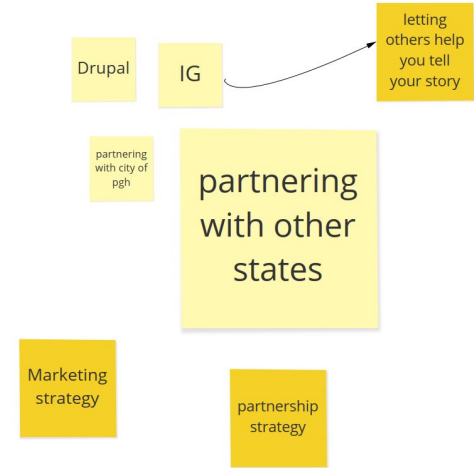 letting
others help
you tell
your story
Drupal
IG
partnering
with city of
pgh
partnering
with other
states
Marketing
strategy
partnership
strategy